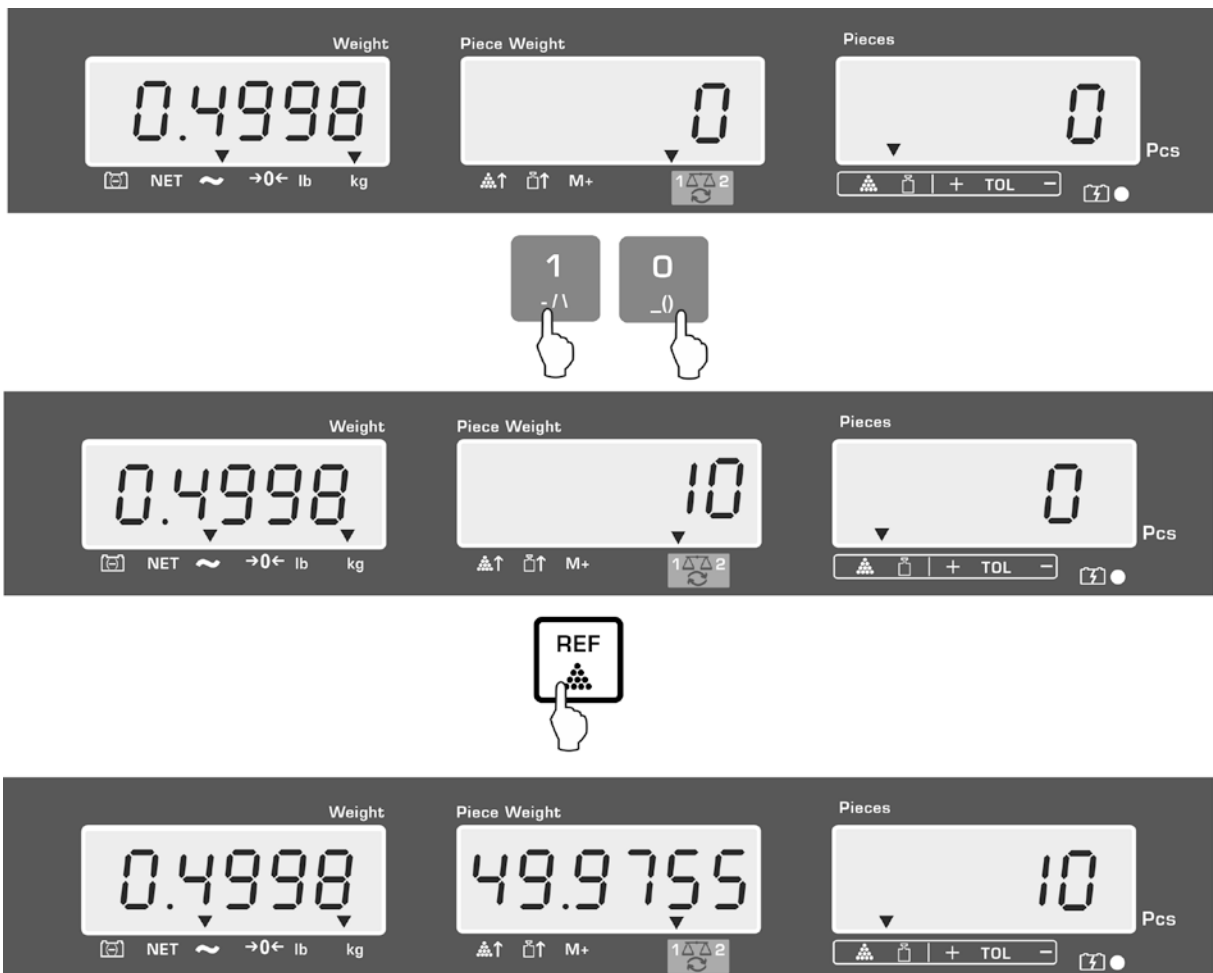 Weight Piece Weight Pieces
0.4998 0 0
Pcs
NET ~ →0← lb kg M+ 1 2 + TOL −
1 0
-/\ _()
Weight Piece Weight Pieces
0.4998 10 0
Pcs
NET ~ →0← lb kg M+ 1 2 + TOL −
REF
Weight Piece Weight Pieces
0.4998 49.9755 10
Pcs
NET ~ →0← lb kg M+ 1 2 + TOL −